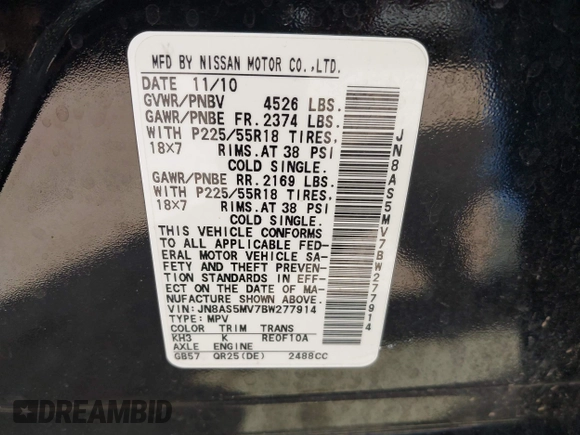 MFD BY NISSAN MOTOR CO.,LTD.
DATE 11/10
GVWR/PNBV 4526 LBS.
GAWR/PNBE FR. 2374 LBS.
WITH P225/55R18 TIRES,
18X7 RIMS.AT 38 PSI
COLD SINGLE.
GAWR/PNBE RR. 2169 LBS.
WITH P225/55R18 TIRES,
18X7 RIMS.AT 38 PSI
COLD SINGLE.
THIS VEHICLE CONFORMS
TO ALL APPLICABLE FED-
ERAL MOTOR VEHICLE SA-
FETY AND THEFT PREVEN-
TION STANDARDS IN EFF-
ECT ON THE DATE OF MA-
NUFACTURE SHOWN ABOVE.
VIN: JN8AS5MV7BW277914
TYPE: MPV
COLOR TRIM TRANS
KH3 K RE0F10A
AXLE ENGINE
GB57 QR25(DE) 2488CC
JN8AS5MV7BW277914
DREAMBID